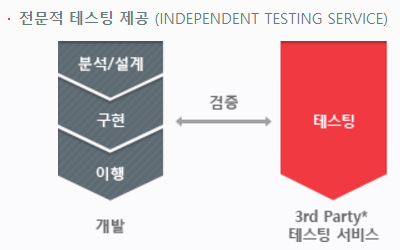 · 전문적 테스팅 제공 (INDEPENDENT TESTING SERVICE)
분석/설계
구현
이행
개발
검증
테스팅
3rd Party*
테스팅 서비스